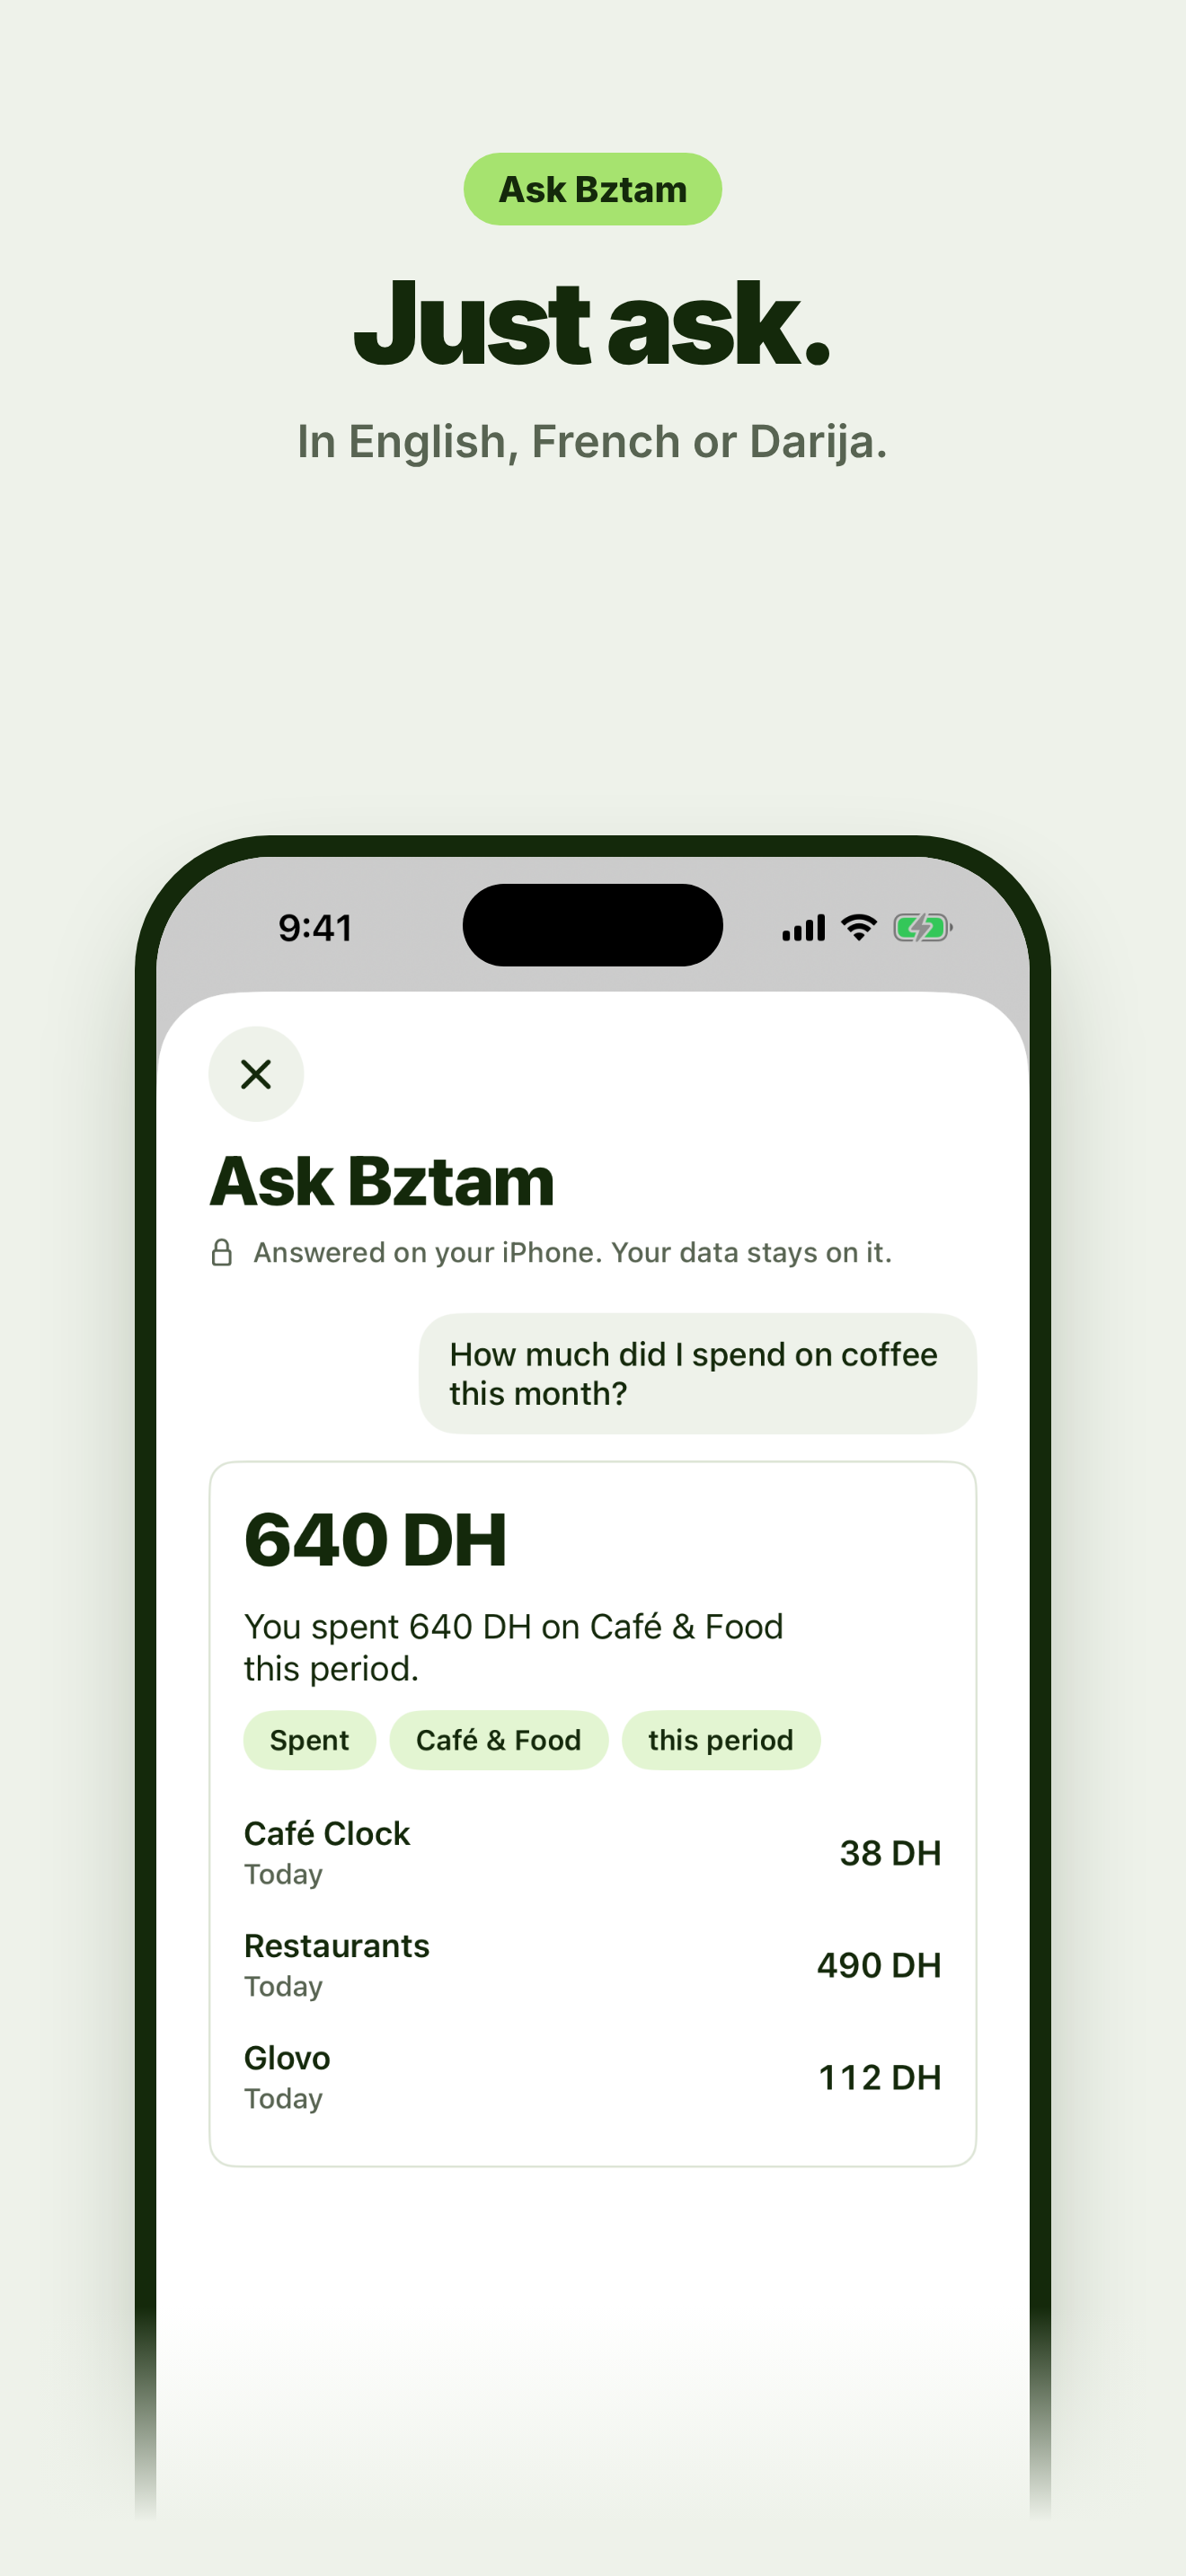 Ask Bztam
Just ask.
In English, French or Darija.
9:41
Ask Bztam
Answered on your iPhone. Your data stays on it.
How much did I spend on coffee
this month?
640 DH
You spent 640 DH on Café & Food
this period.
Spent Café & Food this period
Café Clock
Today
38 DH
Restaurants
Today
490 DH
Glovo
Today
112 DH